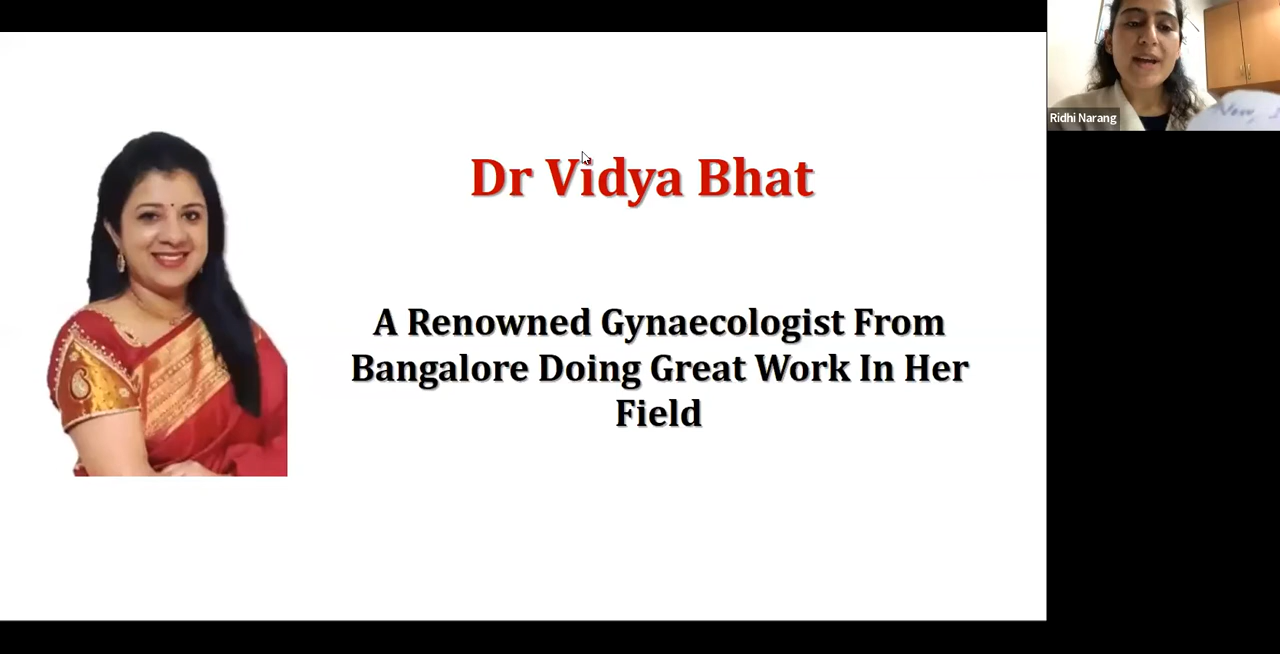 Dr Vidya Bhat
A Renowned Gynaecologist From
Bangalore Doing Great Work In Her
Field
Ridhi Narang